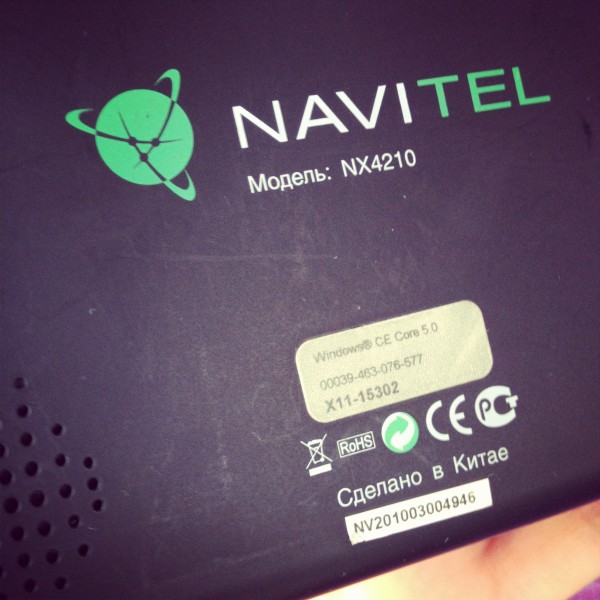 NAVITEL
Модель: NX4210
Windows® CE Core 5.0
00039-463-076-577
X11-15302
RoHS CE РСТ
Сделано в Китае
NV201003004946